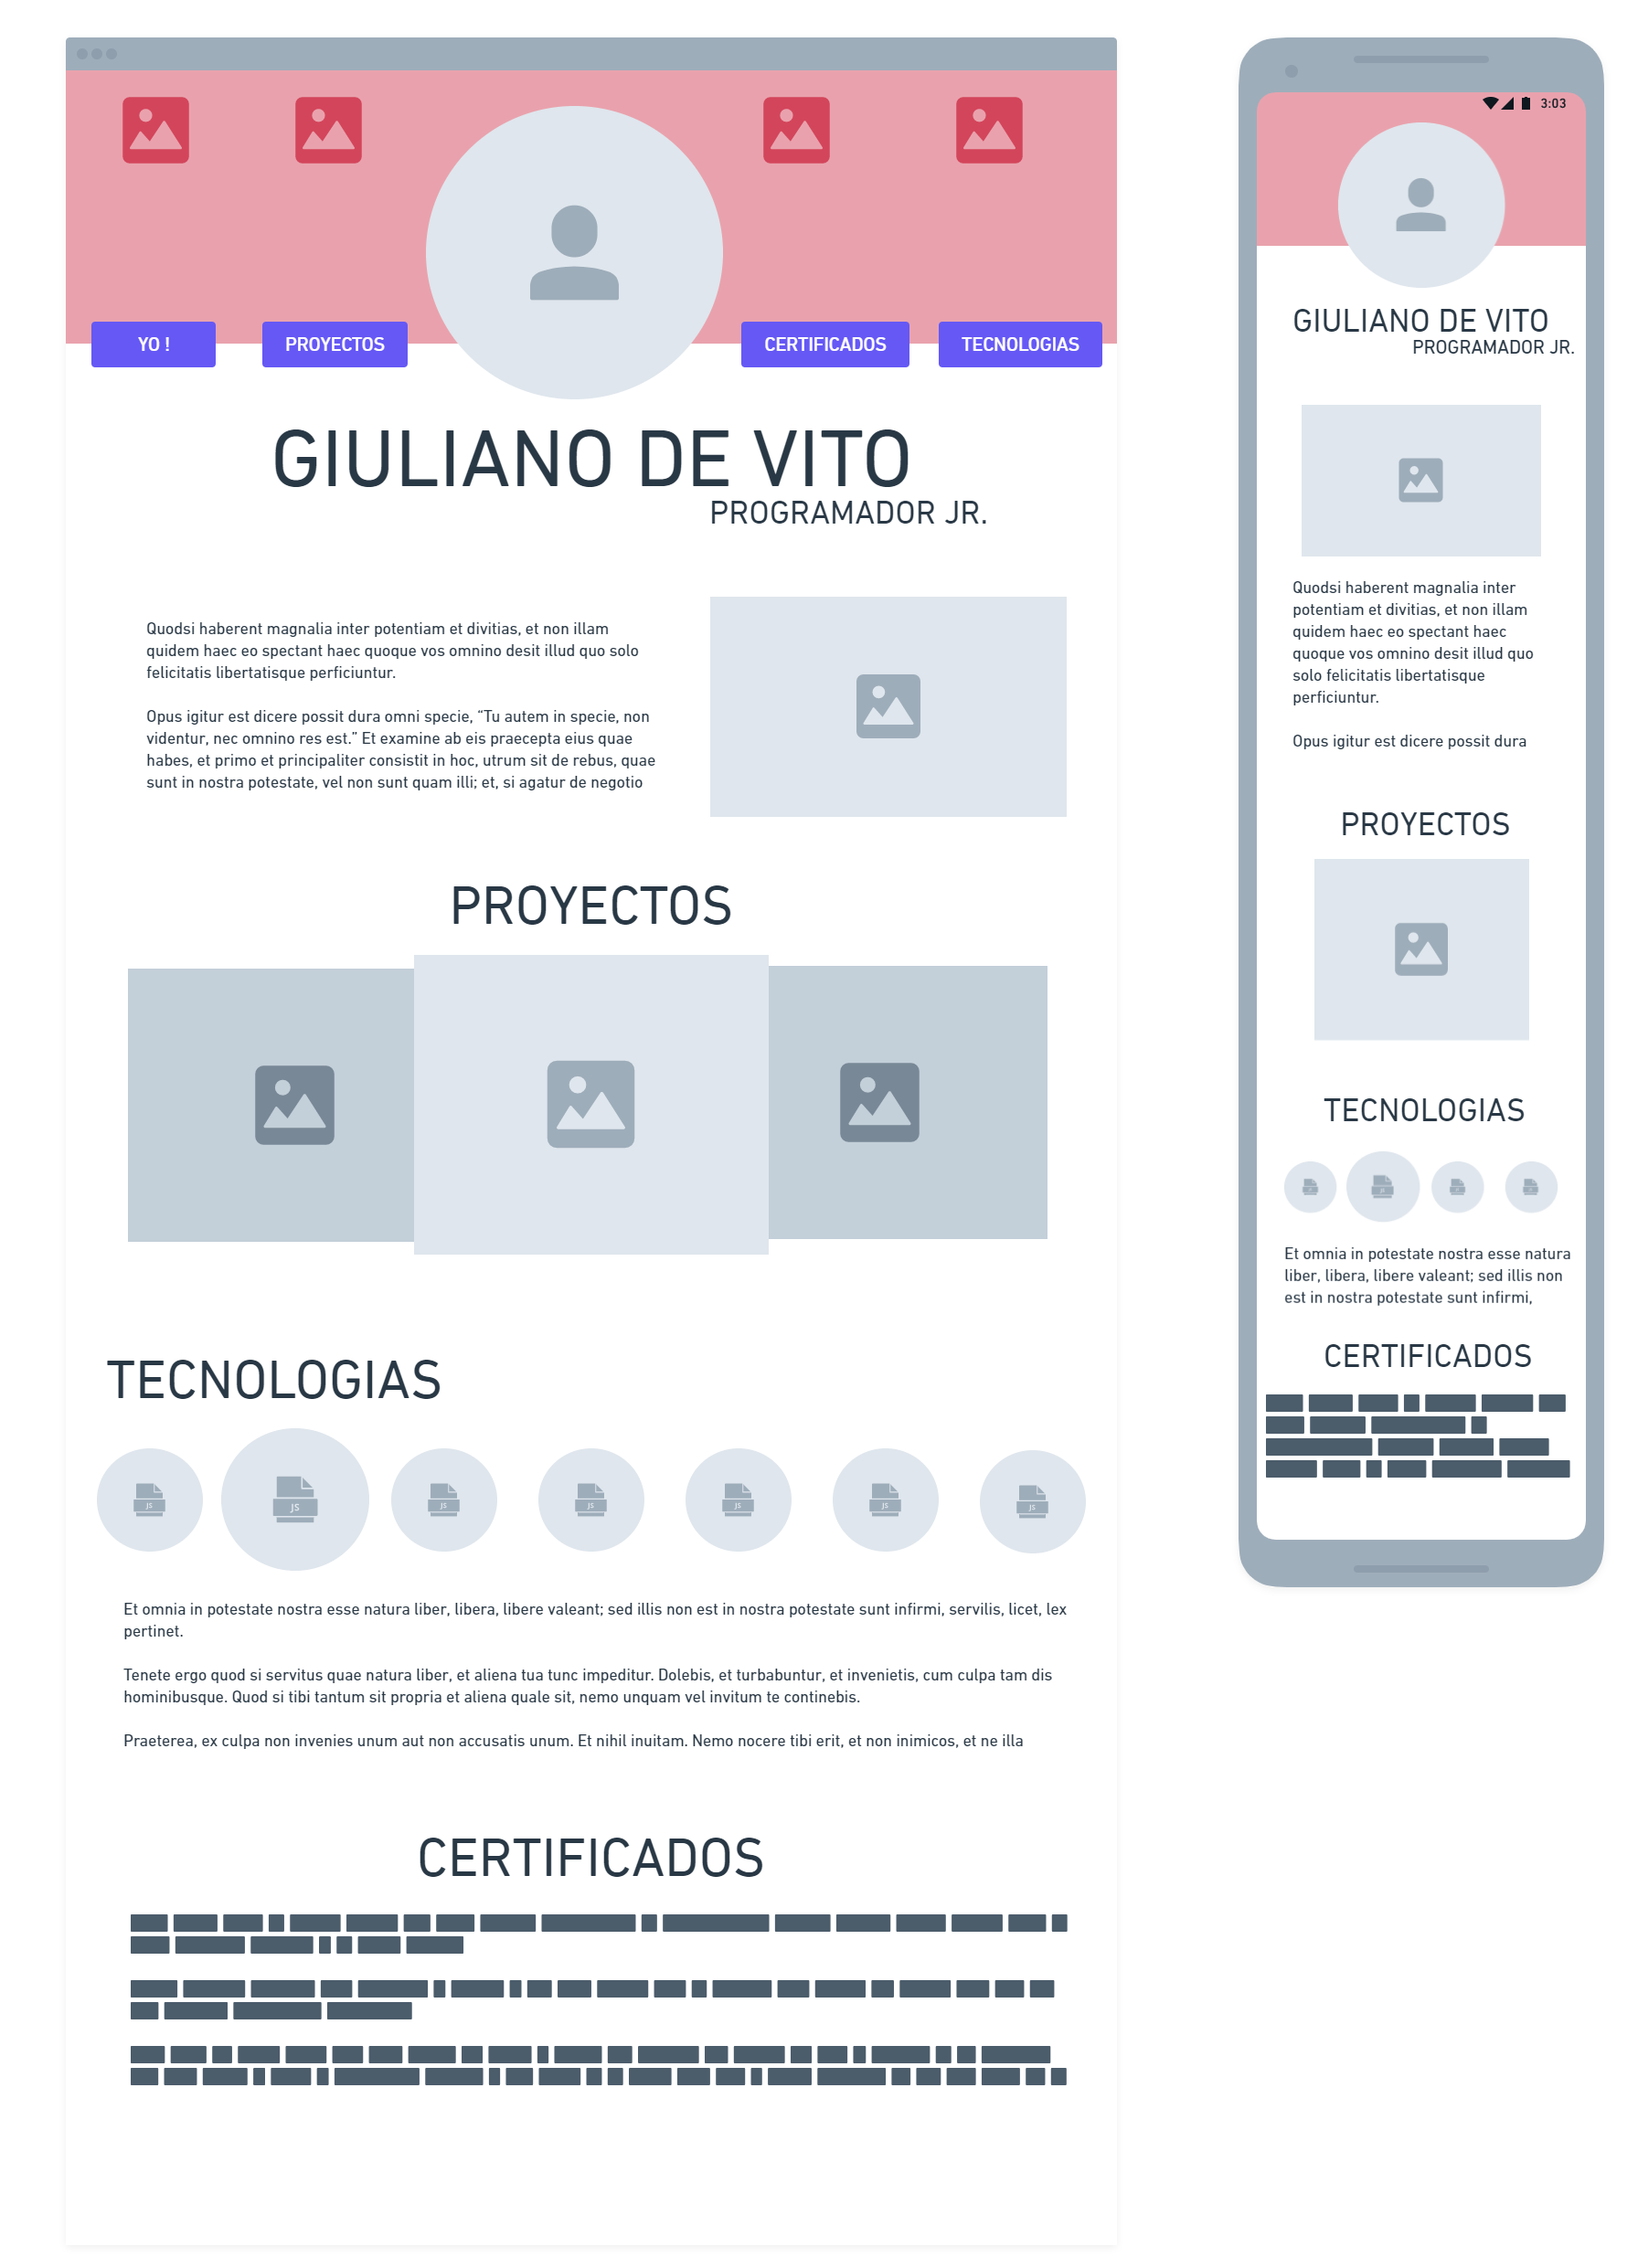 YO !
PROYECTOS
CERTIFICADOS
TECNOLOGIAS
GIULIANO DE VITO
PROGRAMADOR JR.
Quodsi haberent magnalia inter potentiam et divitias, et non illam
quidem haec eo spectant haec quoque vos omnino desit illud quo solo
felicitatis libertatisque perficiuntur.
Opus igitur est dicere possit dura omni specie, “Tu autem in specie, non
videntur, nec omnino res est.” Et examine ab eis praecepta eius quae
habes, et primo et principaliter consistit in hoc, utrum sit de rebus, quae
sunt in nostra potestate, vel non sunt quam illi; et, si agatur de negotio
PROYECTOS
TECNOLOGIAS
JS
JS
JS
JS
JS
JS
JS
Et omnia in potestate nostra esse natura liber, libera, libere valeant; sed illis non est in nostra potestate sunt infirmi, servilis, licet, lex
pertinet.
Tenete ergo quod si servitus quae natura liber, et aliena tua tunc impeditur. Dolebis, et turbabuntur, et invenietis, cum culpa tam dis
hominibusque. Quod si tibi tantum sit propria et aliena quale sit, nemo unquam vel invitum te continebis.
Praeterea, ex culpa non invenies unum aut non accusatis unum. Et nihil inuitam. Nemo nocere tibi erit, et non inimicos, et ne illa
CERTIFICADOS
3:03
GIULIANO DE VITO
PROGRAMADOR JR.
Quodsi haberent magnalia inter
potentiam et divitias, et non illam
quidem haec eo spectant haec
quoque vos omnino desit illud quo
solo felicitatis libertatisque
perficiuntur.
Opus igitur est dicere possit dura
PROYECTOS
TECNOLOGIAS
Et omnia in potestate nostra esse natura
liber, libera, libere valeant; sed illis non
est in nostra potestate sunt infirmi,
CERTIFICADOS